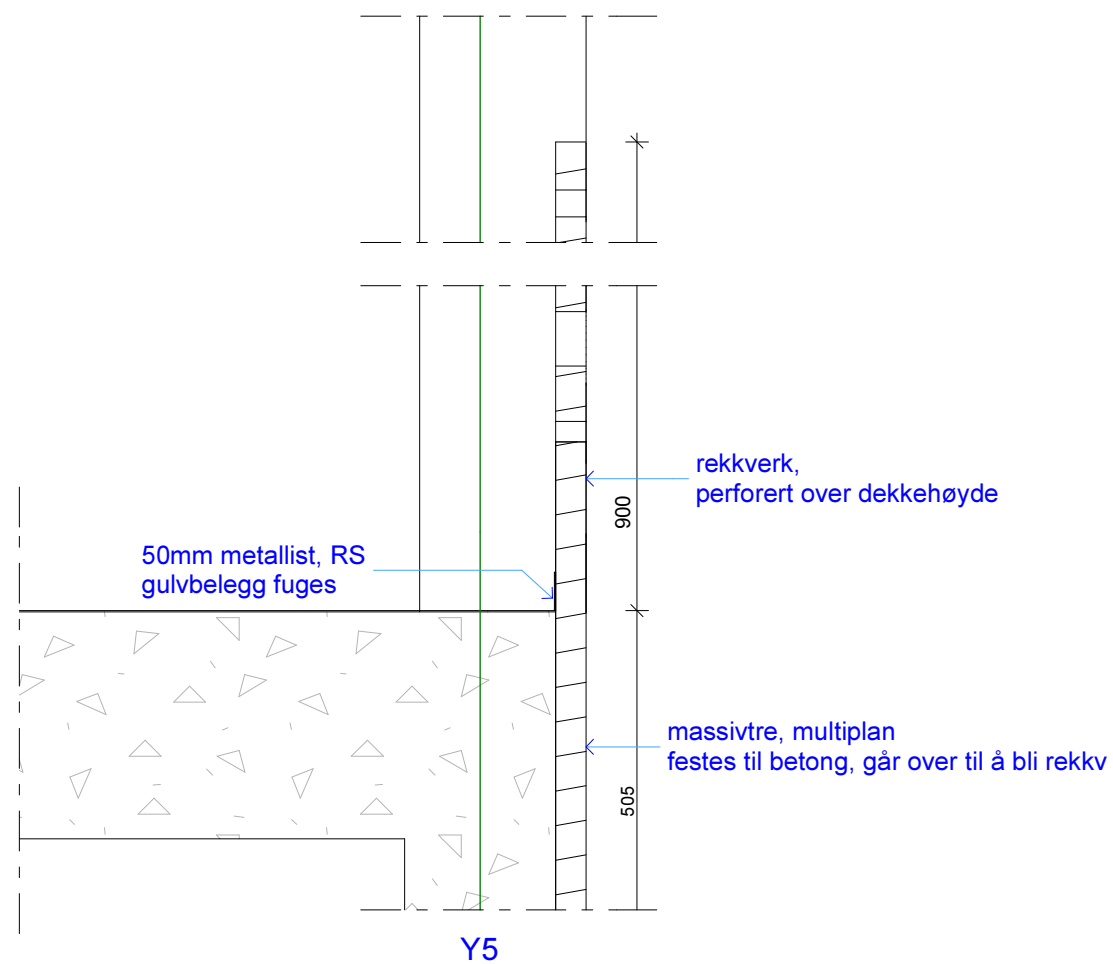 rekkverk,
perforert over dekkehøyde
900
50mm metallist, RS
gulvbelegg fuges
massivtre, multiplan
festes til betong, går over til å bli rekkv
505
Y5